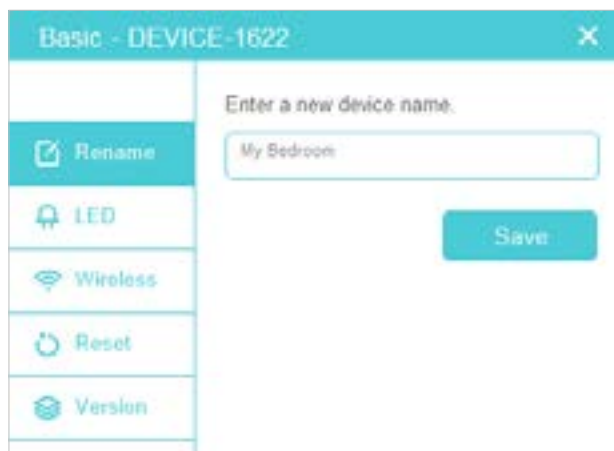 Basic - DEVICE-1622
Enter a new device name.
My Bedroom
Save
Rename
LED
Wireless
Reset
Version